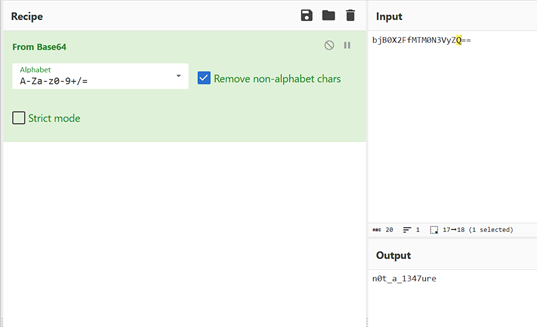 Recipe
From Base64
Alphabet
A-Za-z0-9+/=
Remove non-alphabet chars
Strict mode
Input
bjB0X2FfMTM0N3VyZQ==
ABC 20 1 17→18 (1 selected)
Output
n0t_a_1347ure